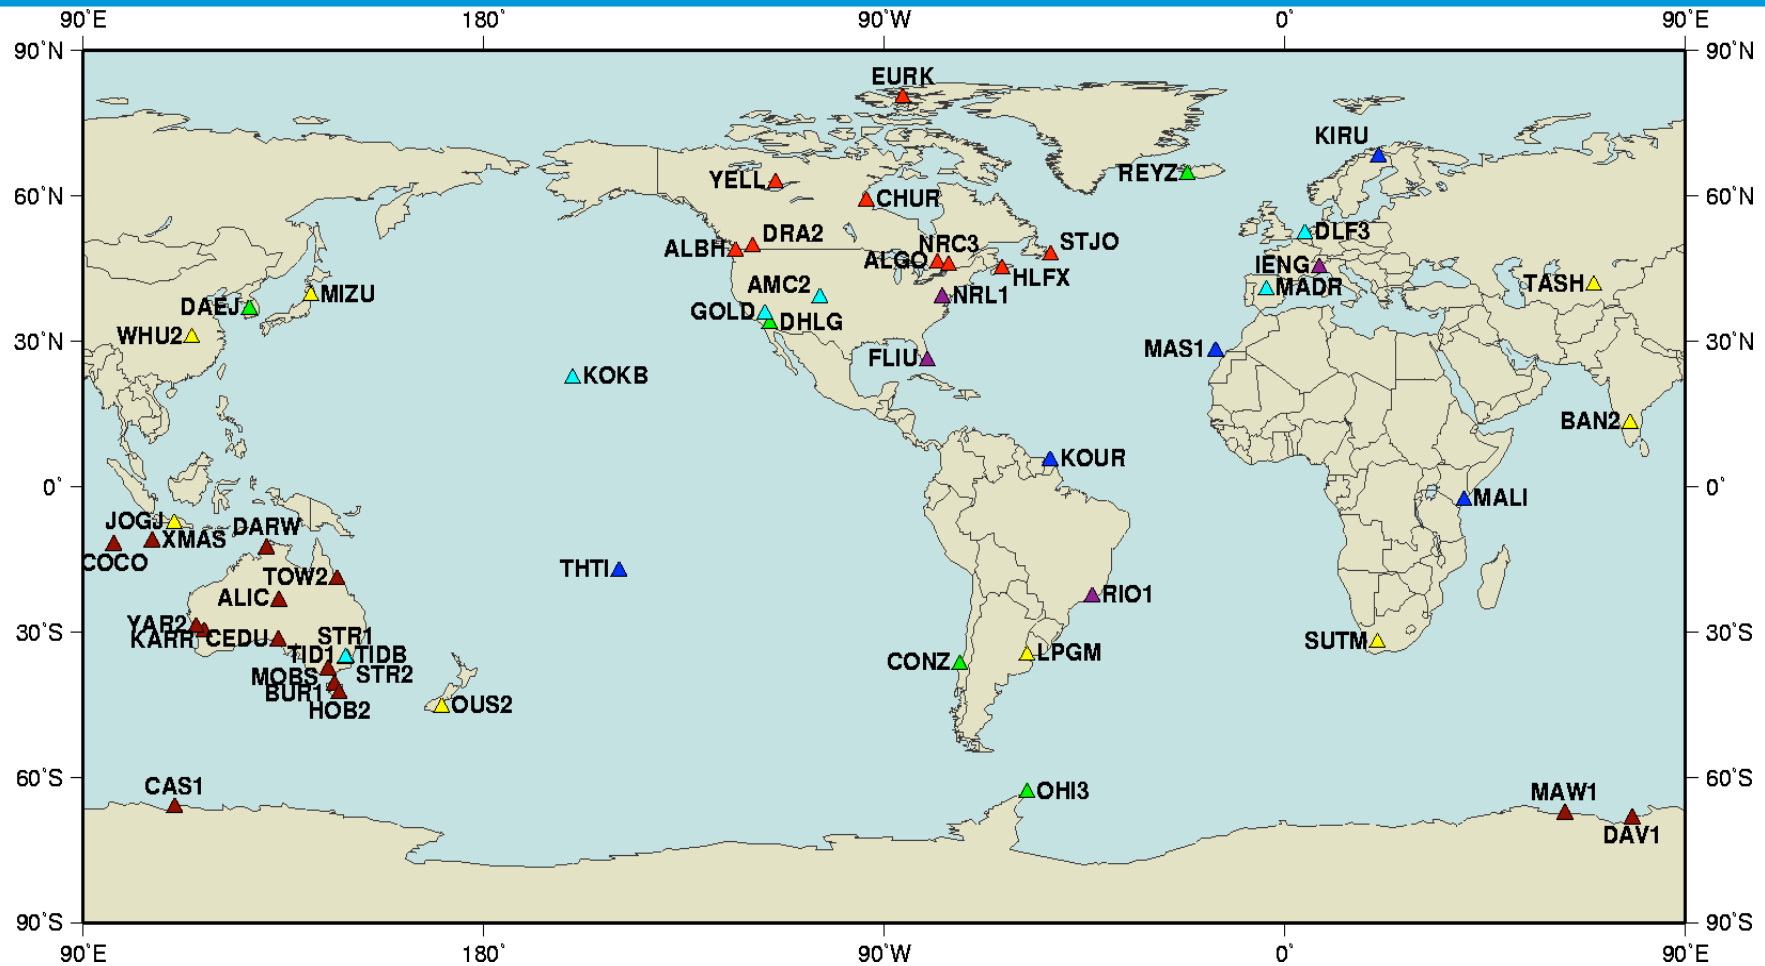 90°E 180° 90°W 0° 90°E
90°N 90°N
EURK
KIRU
REYZ
YELL
CHUR
60°N 60°N
DRA2
DLF3
ALBH
NRC3
STJO
ALGO
IENG
HLFX
AMC2
MADR
TASH
MIZU
NRL1
DAEJ
GOLD
DHLG
WHU2
30°N 30°N
MAS1
FLIU
KOKB
BAN2
KOUR
0° 0°
MALI
JOGJ
DARW
XMAS
COCO
THTI
TOW2
ALIC
RIO1
YAR2
30°S 30°S
KARR
CEDU
STR1
SUTM
TID1
TIDB
LPGM
CONZ
MOBS
STR2
BUR1
OUS2
HOB2
60°S 60°S
CAS1
OHI3
MAW1
DAV1
90°S 90°S
90°E 180° 90°W 0° 90°E